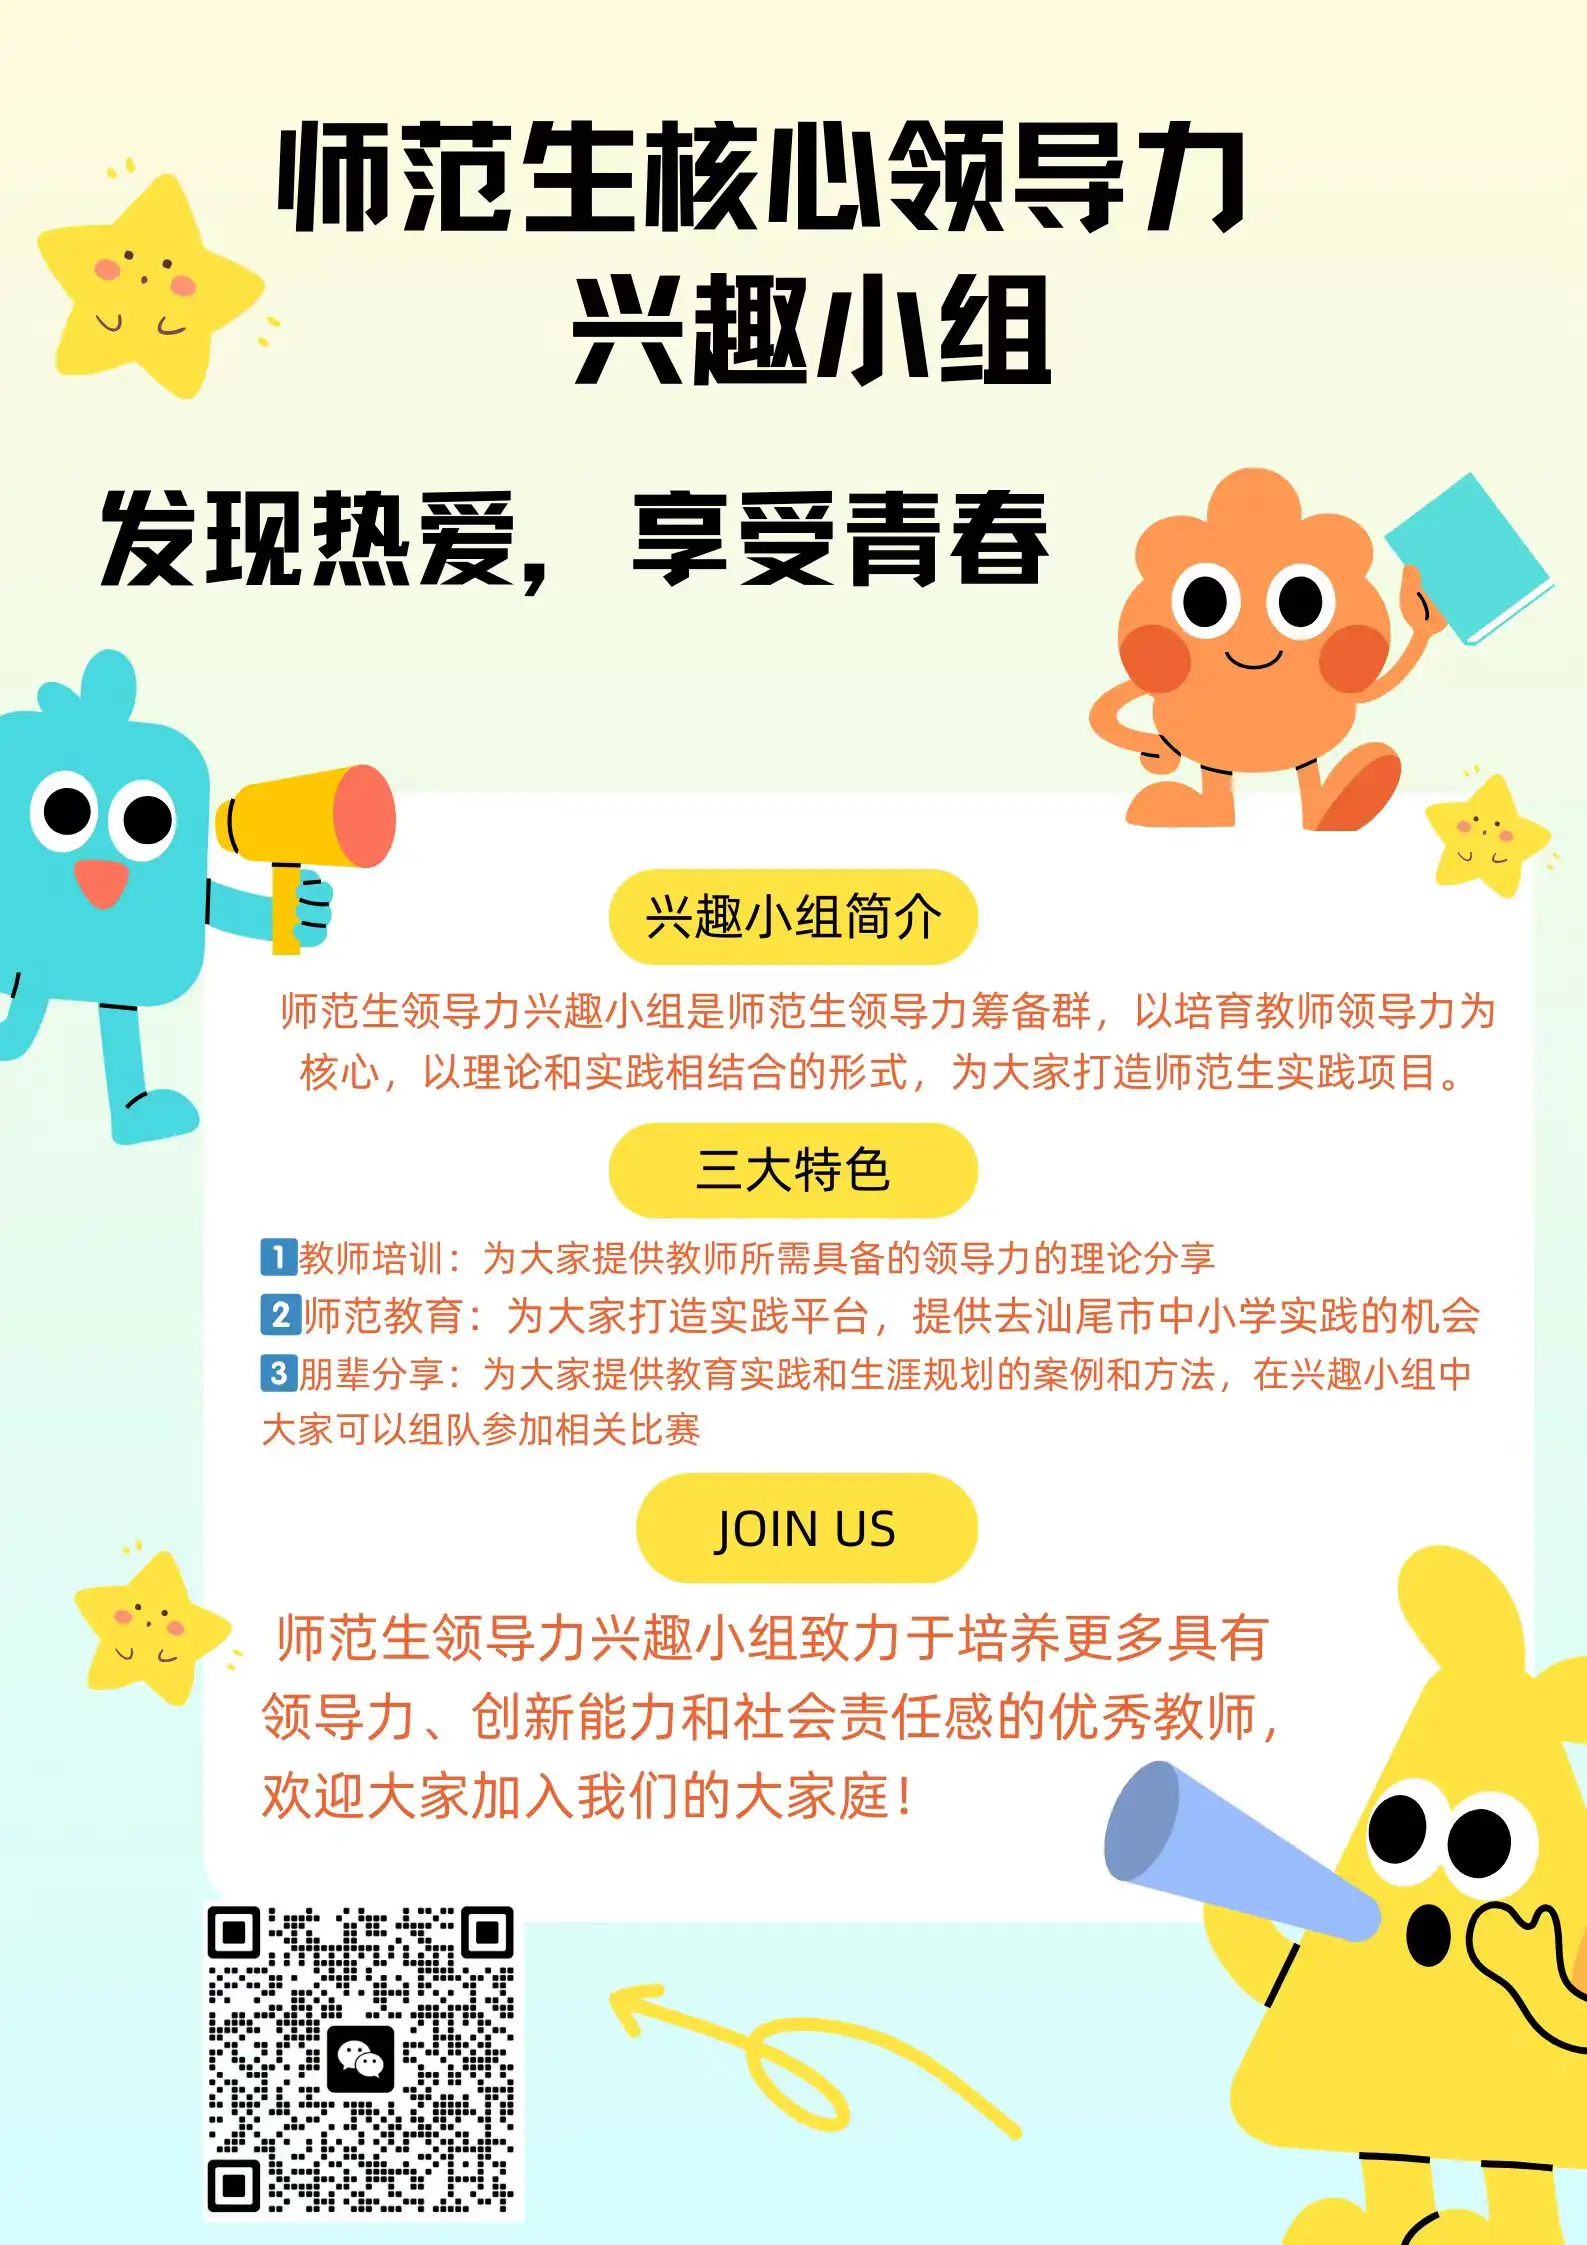 师范生核心领导力
兴趣小组
发现热爱，享受青春
兴趣小组简介
师范生领导力兴趣小组是师范生领导力筹备群，以培育教师领导力为
核心，以理论和实践相结合的形式，为大家打造师范生实践项目。
三大特色
1教师培训：为大家提供教师所需具备的领导力的理论分享
2师范教育：为大家打造实践平台，提供去汕尾市中小学实践的机会
3朋辈分享：为大家提供教育实践和生涯规划的案例和方法，在兴趣小组中
大家可以组队参加相关比赛
JOIN US
师范生领导力兴趣小组致力于培养更多具有
领导力、创新能力和社会责任感的优秀教师，
欢迎大家加入我们的大家庭！